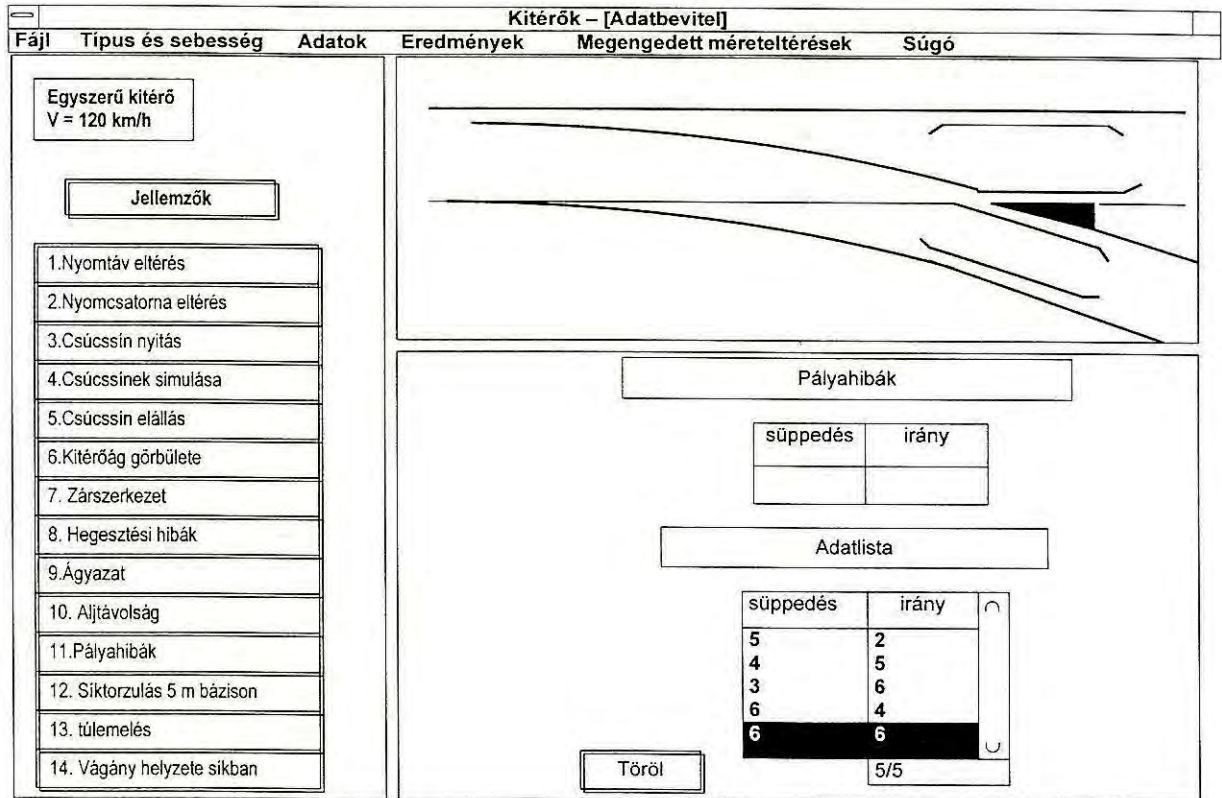 Kitérők – [Adatbevitel]
Fájl Típus és sebesség Adatok Eredmények Megengedett méreteltérések Súgó
Egyszerű kitérő
V = 120 km/h
Jellemzők
1.Nyomtáv eltérés
2.Nyomcsatorna eltérés
3.Csúcssín nyitás
4.Csúcssínek simulása
5.Csúcssín elállás
6.Kitérőág görbülete
7. Zárszerkezet
8. Hegesztési hibák
9.Ágyazat
10. Aljtávolság
11.Pályahibák
12. Síktorzulás 5 m bázison
13. túlemelés
14. Vágány helyzete síkban
Pályahibák
süppedés irány
Adatlista
süppedés irány
5 2
4 5
3 6
6 4
6 6
5/5
Töröl